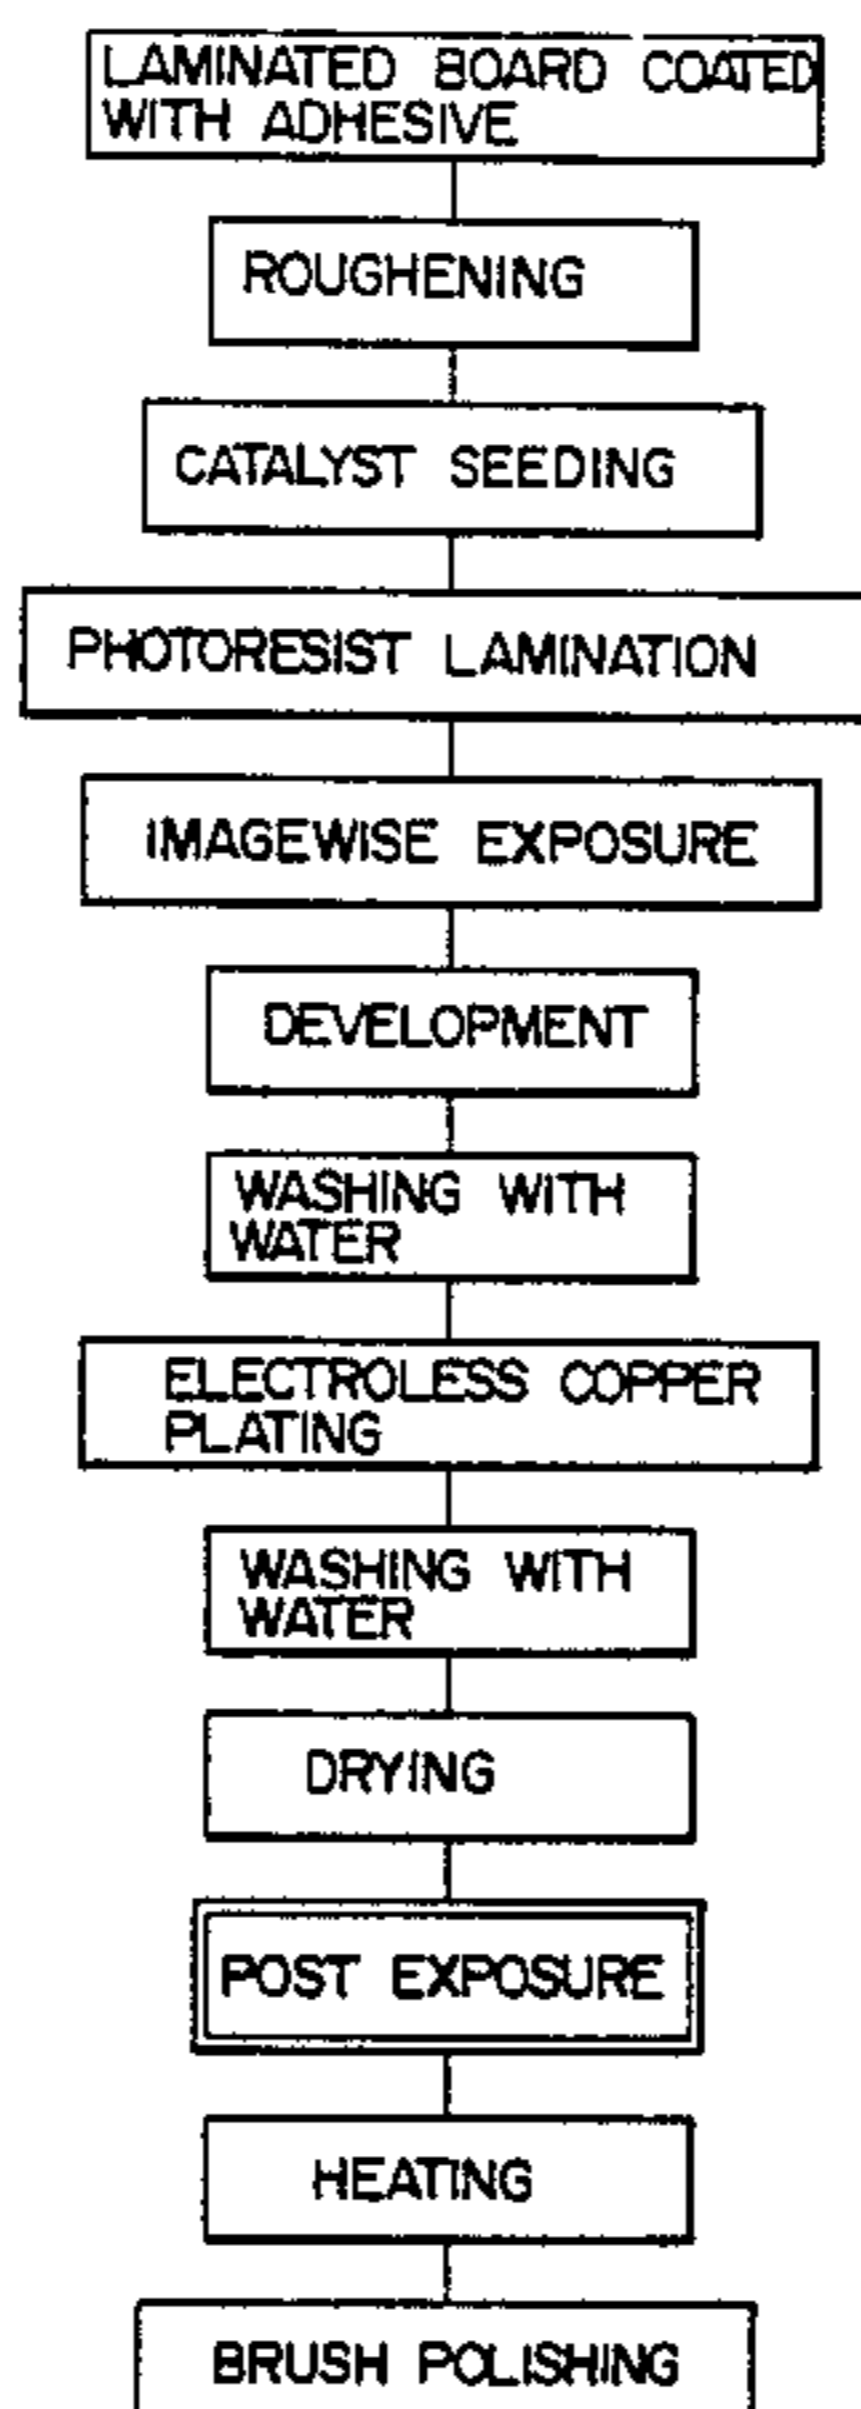 LAMINATED BOARD COATED
WITH ADHESIVE
ROUGHENING
CATALYST SEEDING
PHOTORESIST LAMINATION
IMAGEWISE EXPOSURE
DEVELOPMENT
WASHING WITH
WATER
ELECTROLESS COPPER
PLATING
WASHING WITH
WATER
DRYING
POST EXPOSURE
HEATING
BRUSH POLISHING